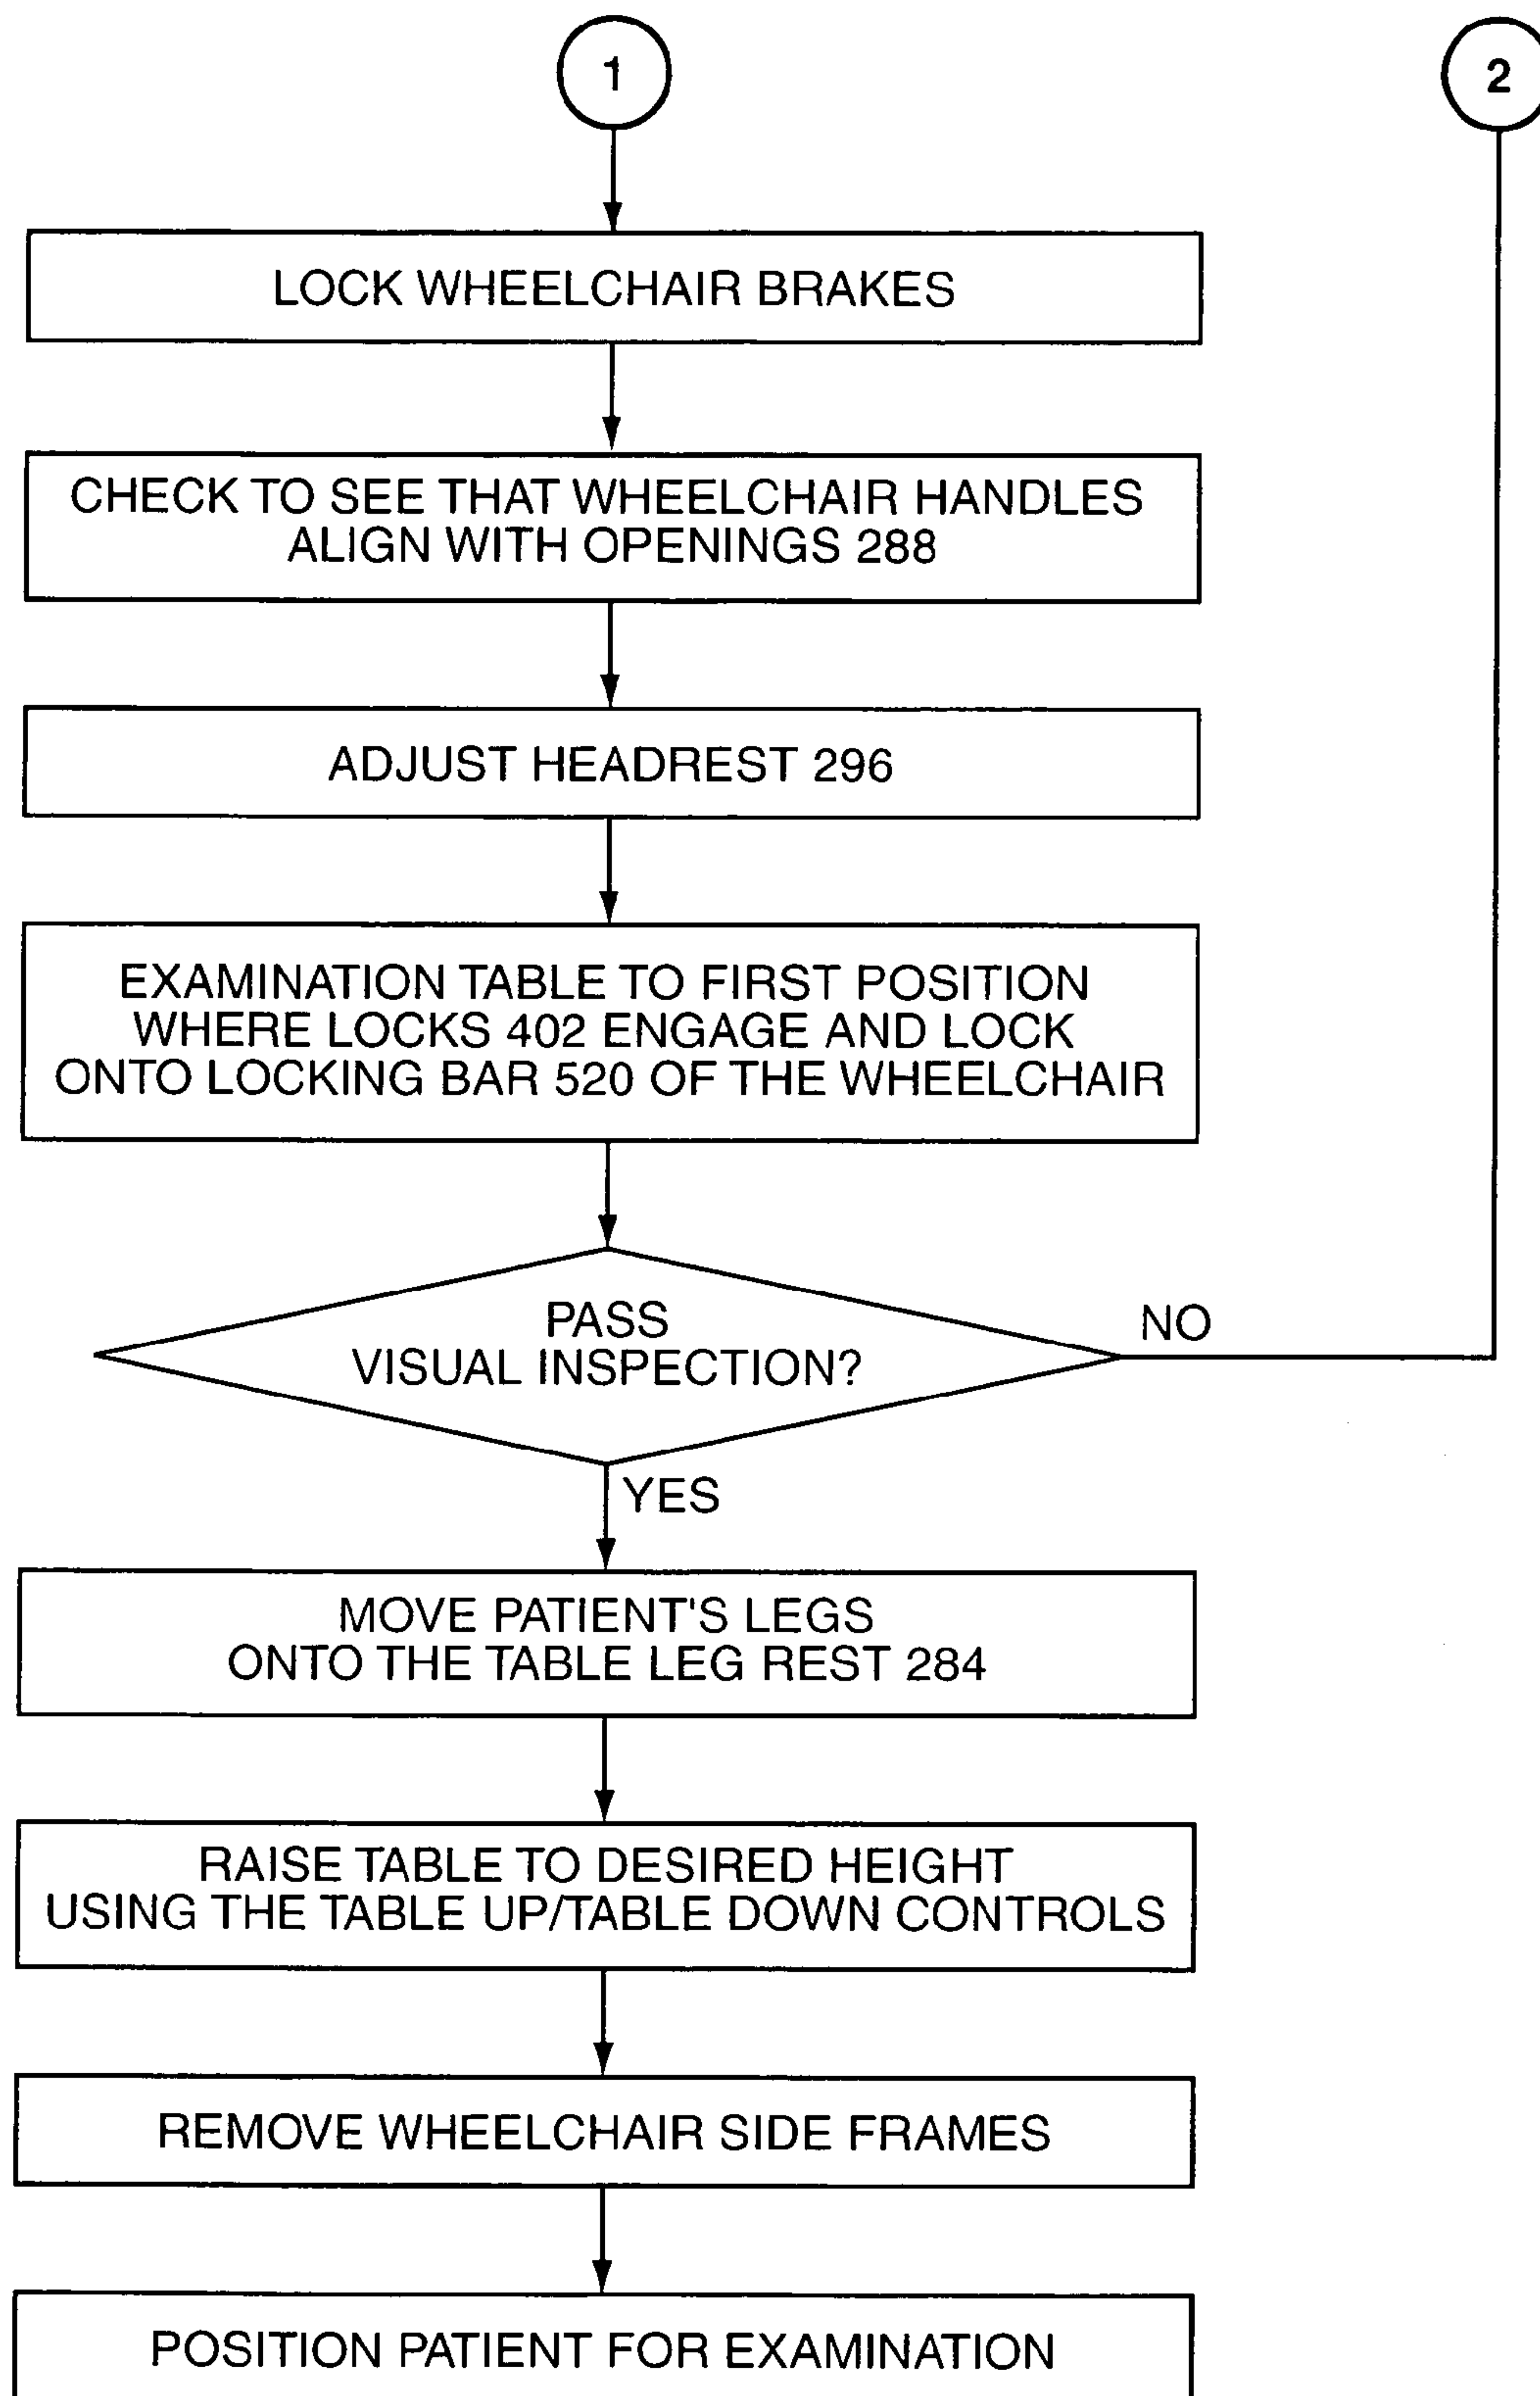 1
2
LOCK WHEELCHAIR BRAKES
CHECK TO SEE THAT WHEELCHAIR HANDLES
ALIGN WITH OPENINGS 288
ADJUST HEADREST 296
EXAMINATION TABLE TO FIRST POSITION
WHERE LOCKS 402 ENGAGE AND LOCK
ONTO LOCKING BAR 520 OF THE WHEELCHAIR
PASS
VISUAL INSPECTION?
NO
YES
MOVE PATIENT'S LEGS
ONTO THE TABLE LEG REST 284
RAISE TABLE TO DESIRED HEIGHT
USING THE TABLE UP/TABLE DOWN CONTROLS
REMOVE WHEELCHAIR SIDE FRAMES
POSITION PATIENT FOR EXAMINATION